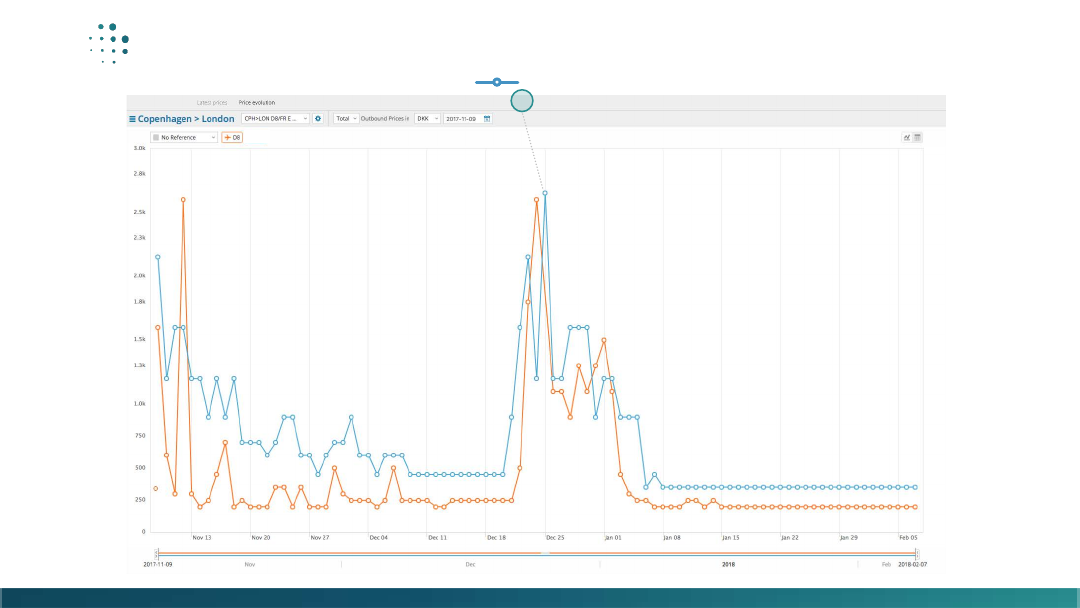 Latest prices Price evolution
Copenhagen > London CPH>LON D8/FR E ... Total Outbound Prices in DKK 2017-11-09
No Reference D8
3.0k
2.8k
2.5k
2.3k
2.0k
1.8k
1.5k
1.3k
1.0k
750
500
250
0
Nov 13 Nov 20 Nov 27 Dec 04 Dec 11 Dec 18 Dec 25 Jan 01 Jan 08 Jan 15 Jan 22 Jan 29 Feb 05
2017-11-09 Nov Dec 2018 Feb 2018-02-07